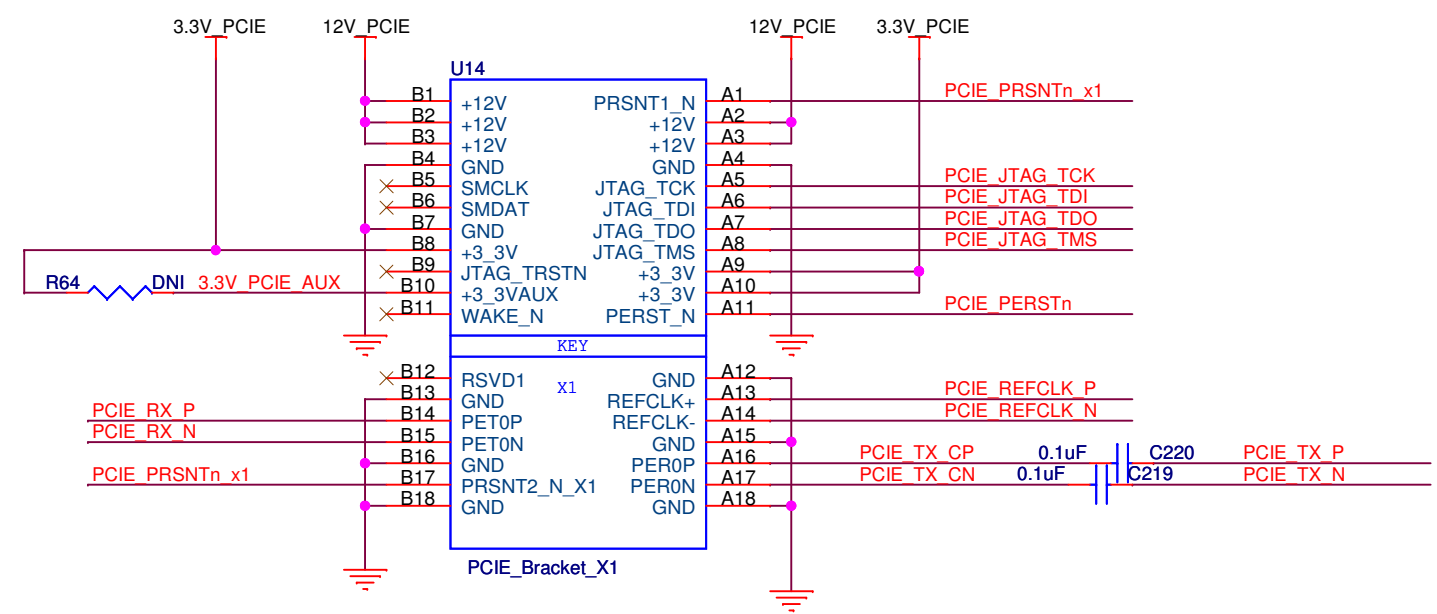 3.3V_PCIE 12V_PCIE 12V_PCIE 3.3V_PCIE
U14
B1 +12V PRSNT1_N A1 PCIE_PRSNTn_x1
B2 +12V +12V A2
B3 +12V +12V A3
B4 GND GND A4
B5 SMCLK JTAG_TCK A5 PCIE_JTAG_TCK
B6 SMDAT JTAG_TDI A6 PCIE_JTAG_TDI
B7 GND JTAG_TDO A7 PCIE_JTAG_TDO
B8 +3_3V JTAG_TMS A8 PCIE_JTAG_TMS
B9 JTAG_TRSTN +3_3V A9
R64 DNI 3.3V_PCIE_AUX B10 +3_3VAUX +3_3V A10
B11 WAKE_N PERST_N A11 PCIE_PERSTn
KEY
B12 RSVD1 X1 GND A12
B13 GND REFCLK+ A13 PCIE_REFCLK_P
PCIE_RX_P B14 PET0P REFCLK- A14 PCIE_REFCLK_N
PCIE_RX_N B15 PET0N GND A15
B16 GND PER0P A16 PCIE_TX_CP 0.1uF C220 PCIE_TX_P
PCIE_PRSNTn_x1 B17 PRSNT2_N_X1 PER0N A17 PCIE_TX_CN 0.1uF C219 PCIE_TX_N
B18 GND GND A18
PCIE_Bracket_X1